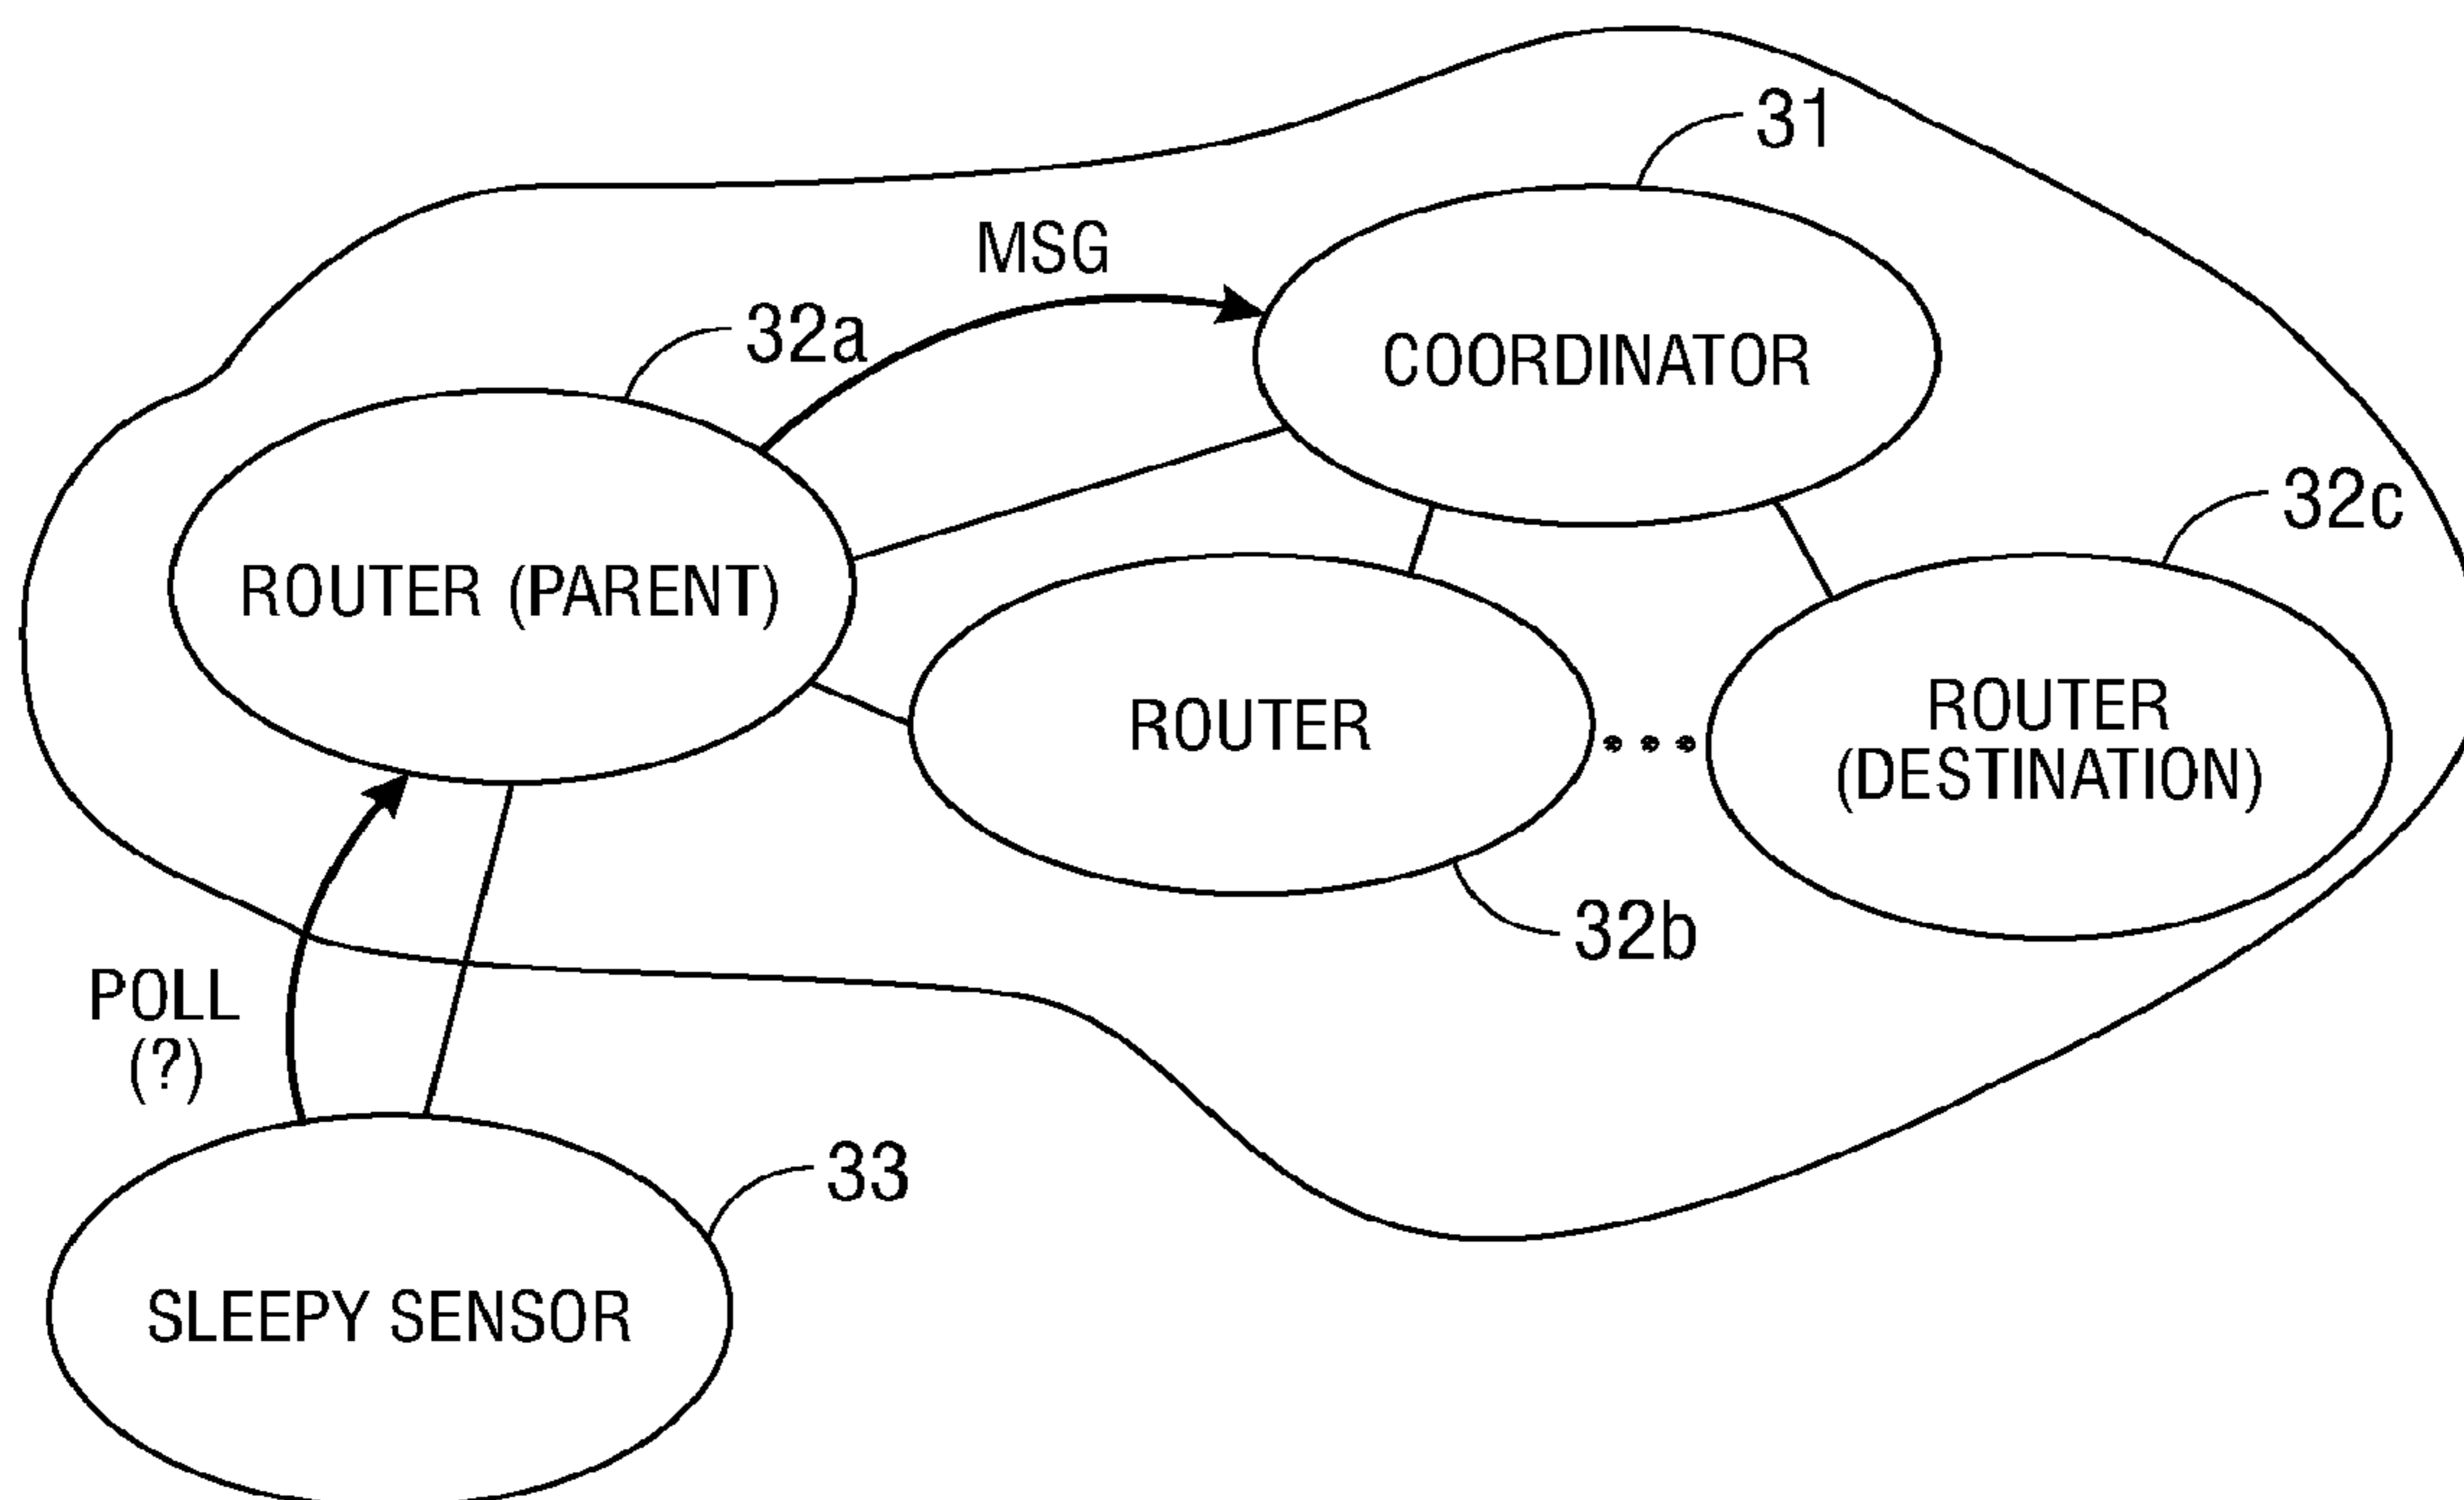 31
MSG
32a
COORDINATOR
32c
ROUTER (PARENT)
ROUTER
ROUTER
(DESTINATION)
32b
POLL
(?)
33
SLEEPY SENSOR